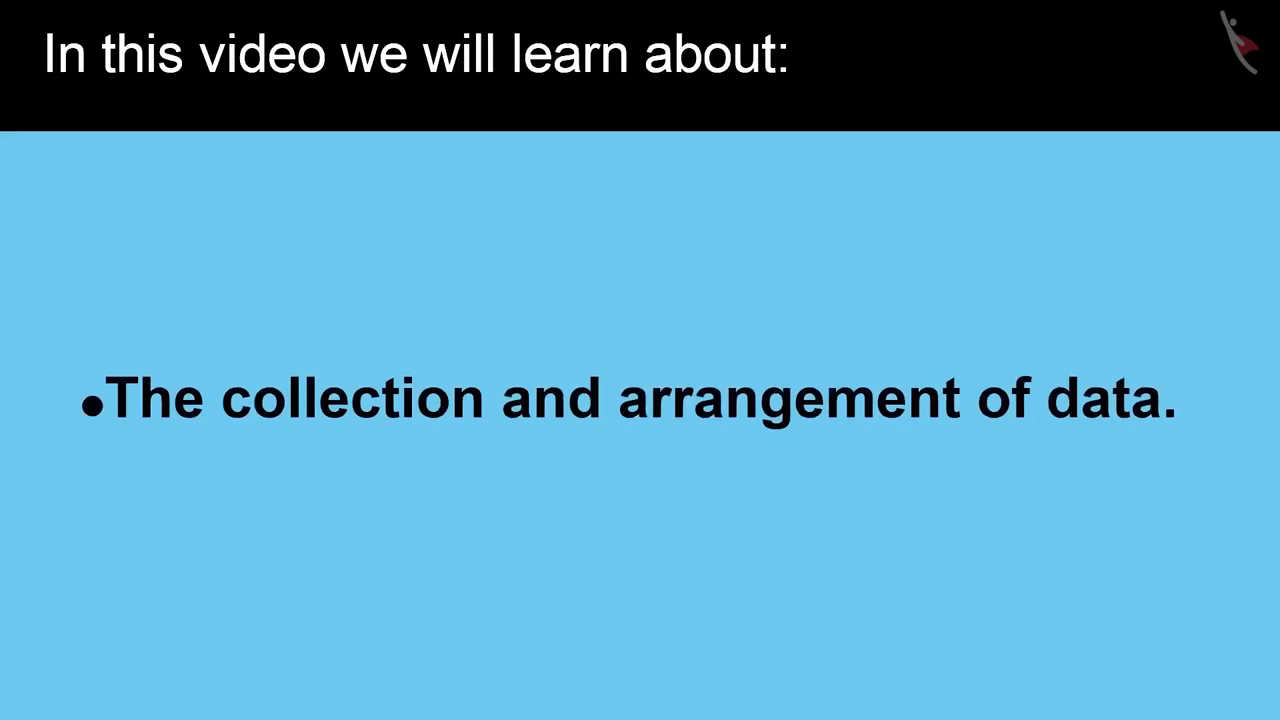 In this video we will learn about:
•The collection and arrangement of data.